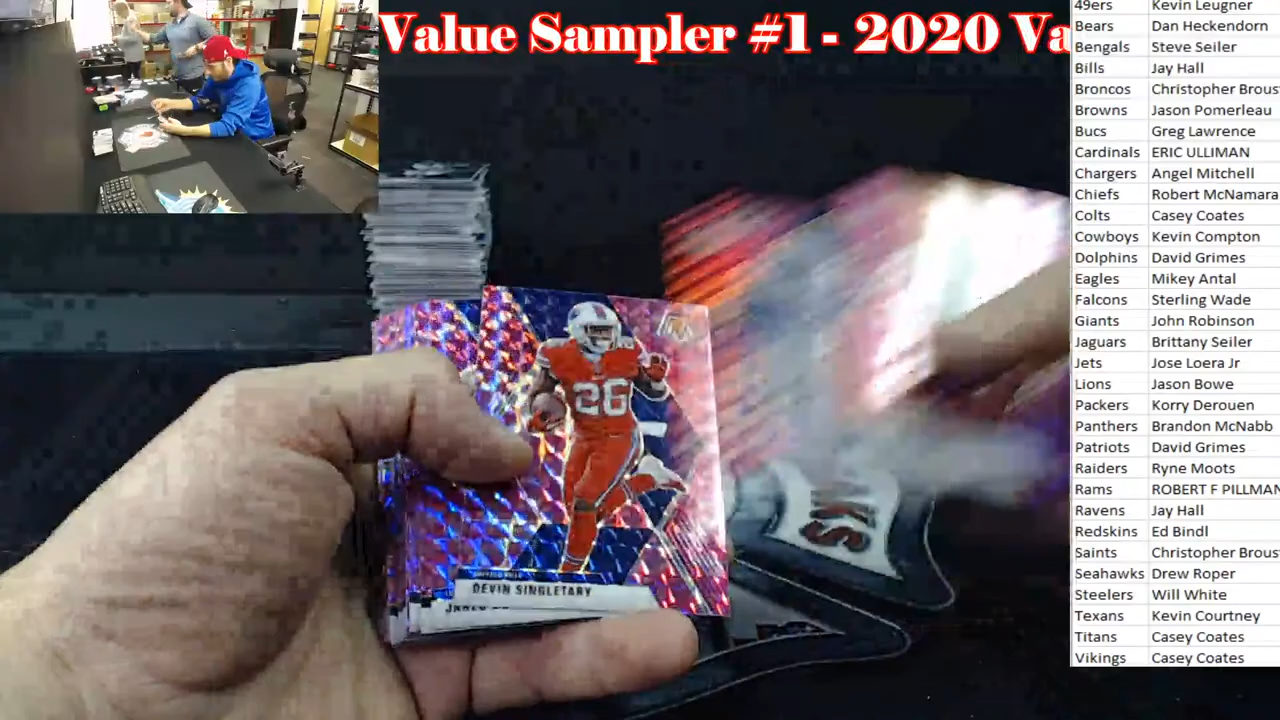 Value Sampler #1 - 2020 Va
49ers Kevin Leugner
Bears Dan Heckendorn
Bengals Steve Seiler
Bills Jay Hall
Broncos Christopher Brous
Browns Jason Pomerleau
Bucs Greg Lawrence
Cardinals ERIC ULLIMAN
Chargers Angel Mitchell
Chiefs Robert McNamara
Colts Casey Coates
Cowboys Kevin Compton
Dolphins David Grimes
Eagles Mikey Antal
Falcons Sterling Wade
Giants John Robinson
Jaguars Brittany Seiler
Jets Jose Loera Jr
Lions Jason Bowe
Packers Korry Derouen
Panthers Brandon McNabb
Patriots David Grimes
Raiders Ryne Moots
Rams ROBERT F PILLMAN
Ravens Jay Hall
Redskins Ed Bindl
Saints Christopher Brous
Seahawks Drew Roper
Steelers Will White
Texans Kevin Courtney
Titans Casey Coates
Vikings Casey Coates
26
DEVIN SINGLETARY